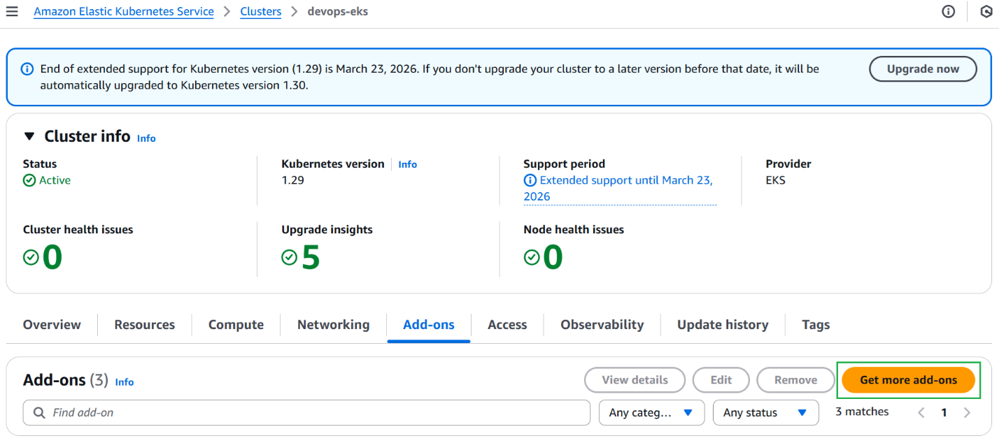 Amazon Elastic Kubernetes Service > Clusters > devops-eks
End of extended support for Kubernetes version (1.29) is March 23, 2026. If you don't upgrade your cluster to a later version before that date, it will be
automatically upgraded to Kubernetes version 1.30.
Upgrade now
Cluster info Info
Status
Active
Kubernetes version Info
1.29
Support period
Extended support until March 23,
2026
Provider
EKS
Cluster health issues
0
Upgrade insights
5
Node health issues
0
Overview Resources Compute Networking Add-ons Access Observability Update history Tags
Add-ons (3) Info View details Edit Remove Get more add-ons
Find add-on Any categ... Any status 3 matches < 1 >